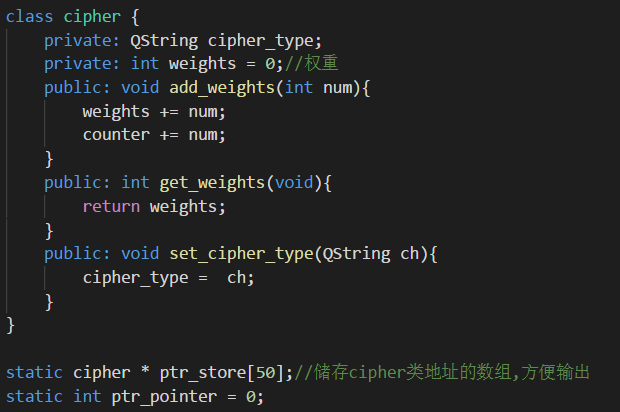 class cipher {
    private: QString cipher_type;
    private: int weights = 0;//权重
    public: void add_weights(int num){
        weights += num;
        counter += num;
    }
    public: int get_weights(void){
        return weights;
    }
    public: void set_cipher_type(QString ch){
        cipher_type =  ch;
    }
}

static cipher * ptr_store[50];//储存cipher类地址的数组,方便输出
static int ptr_pointer = 0;